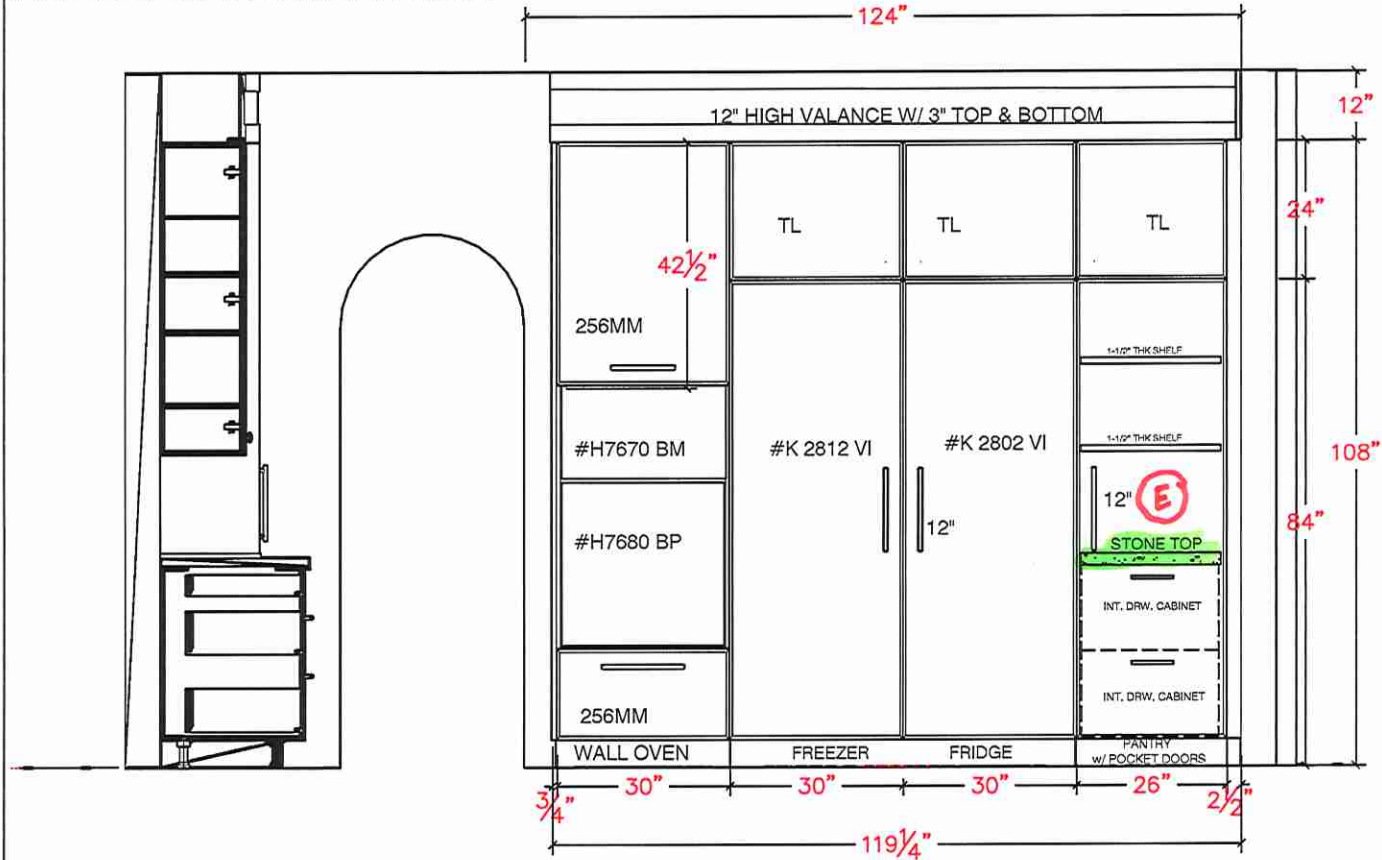 124”
12"
12" HIGH VALANCE W/ 3" TOP & BOTTOM
24"
TL
TL
TL
42½"
256MM
1-1/2" THK SHELF
#H7670 BM
#K 2812 VI
#K 2802 VI
1-1/2" THK SHELF
108"
12"
E
12"
84"
#H7680 BP
STONE TOP
INT. DRW. CABINET
INT. DRW. CABINET
256MM
WALL OVEN
FREEZER
FRIDGE
PANTRY
w/ POCKET DOORS
¾"
30"
30"
30"
26"
2½"
119¼"